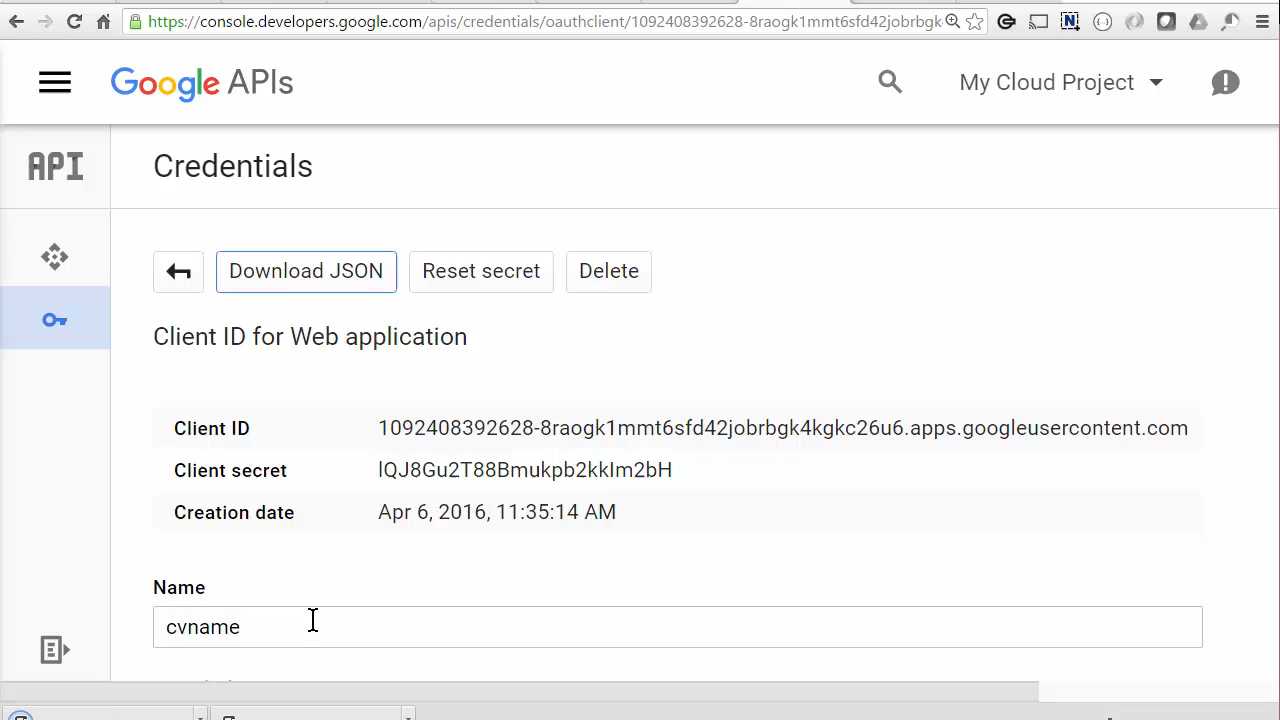 https://console.developers.google.com/apis/credentials/oauthclient/1092408392628-8raogk1mmt6sfd42jobrbgk
Google APIs
My Cloud Project
API
Credentials
Download JSON
Reset secret
Delete
Client ID for Web application
Client ID 1092408392628-8raogk1mmt6sfd42jobrbgk4kgkc26u6.apps.googleusercontent.com
Client secret lQJ8Gu2T88Bmukpb2kkIm2bH
Creation date Apr 6, 2016, 11:35:14 AM
Name
cvname